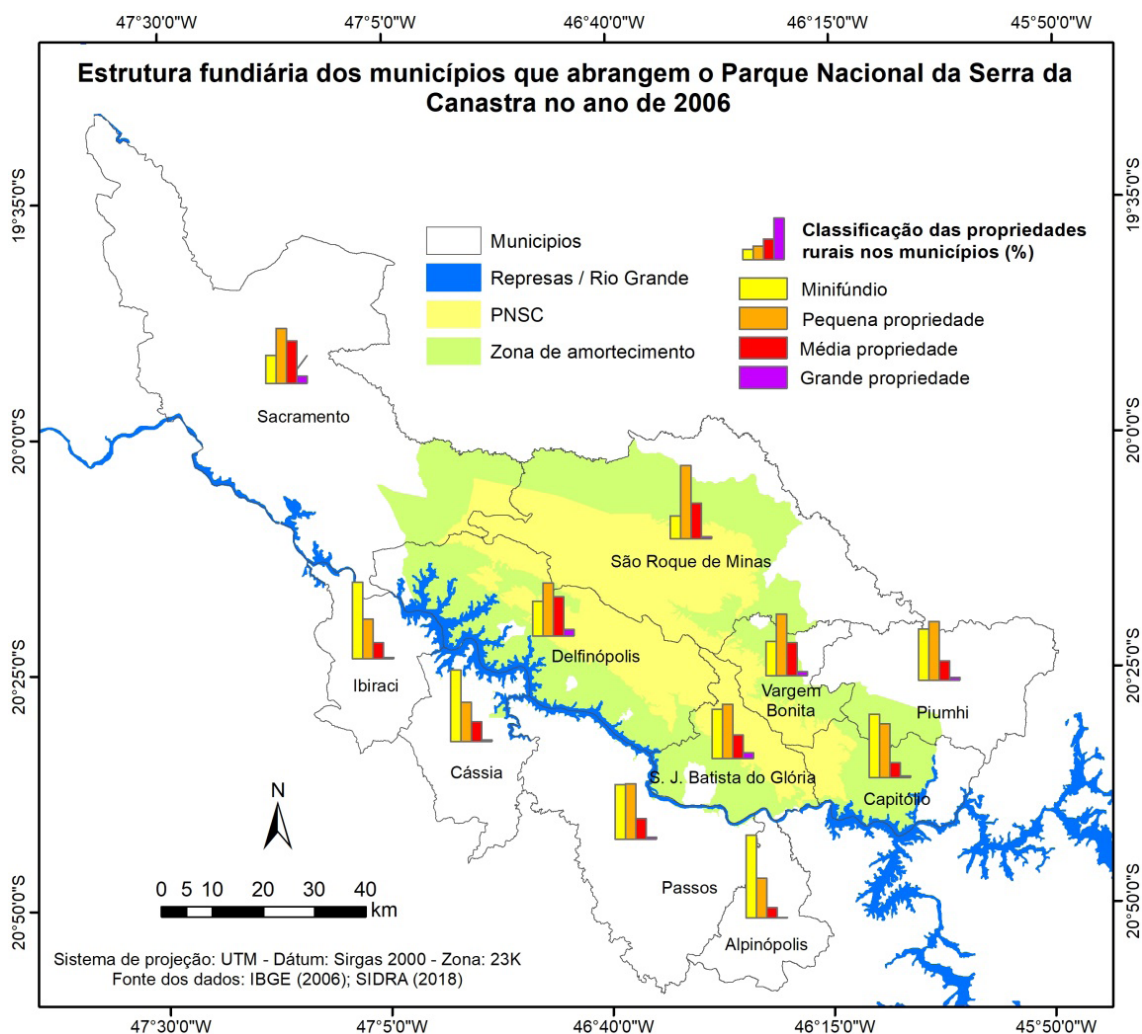 47°30'0"W 47°5'0"W 46°40'0"W 46°15'0"W 45°50'0"W
Estrutura fundiária dos municípios que abrangem o Parque Nacional da Serra da
Canastra no ano de 2006
19°35'0"S
19°35'0"S
Municipios
Represas / Rio Grande
PNSC
Zona de amortecimento
Classificação das propriedades
rurais nos municípios (%)
Minifúndio
Pequena propriedade
Média propriedade
Grande propriedade
Sacramento
20°0'0"S
20°0'0"S
São Roque de Minas
Delfinópolis
Ibiraci
Vargem
Bonita
Piumhi
20°25'0"S
20°25'0"S
Cássia
S. J. Batista do Glória
Capitólio
N
Passos
Alpinópolis
0 5 10 20 30 40
km
20°50'0"S
20°50'0"S
Sistema de projeção: UTM - Dátum: Sirgas 2000 - Zona: 23K
Fonte dos dados: IBGE (2006); SIDRA (2018)
47°30'0"W 47°5'0"W 46°40'0"W 46°15'0"W 45°50'0"W